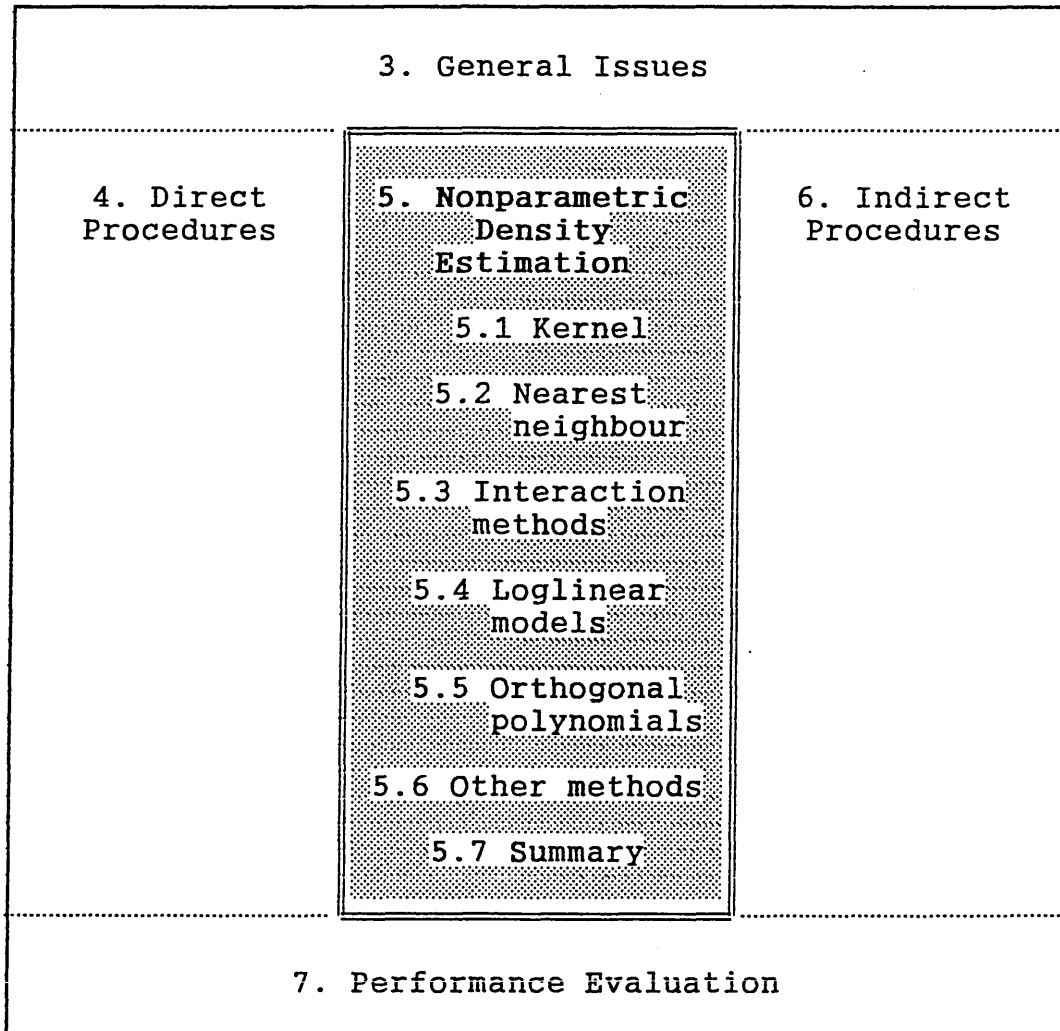 3. General Issues
4. Direct
Procedures
5. Nonparametric
Density
Estimation
5.1 Kernel
5.2 Nearest
neighbour
5.3 Interaction
methods
5.4 Loglinear
models
5.5 Orthogonal
polynomials
5.6 Other methods
5.7 Summary
6. Indirect
Procedures
7. Performance Evaluation